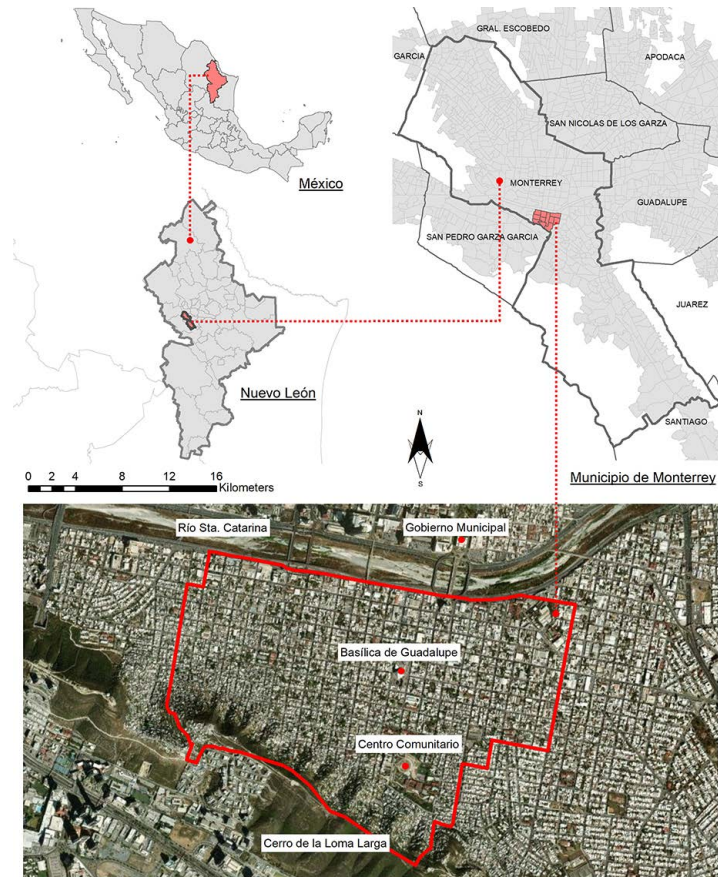 GRAL. ESCOBEDO
GARCIA
APODACA
SAN NICOLAS DE LOS GARZA
México
MONTERREY
GUADALUPE
SAN PEDRO GARZA GARCIA
JUAREZ
Nuevo León
SANTIAGO
N
S
Municipio de Monterrey
0 2 4 8 12 16
Kilometers
Río Sta. Catarina
Gobierno Municipal
Basílica de Guadalupe
Centro Comunitario
Cerro de la Loma Larga